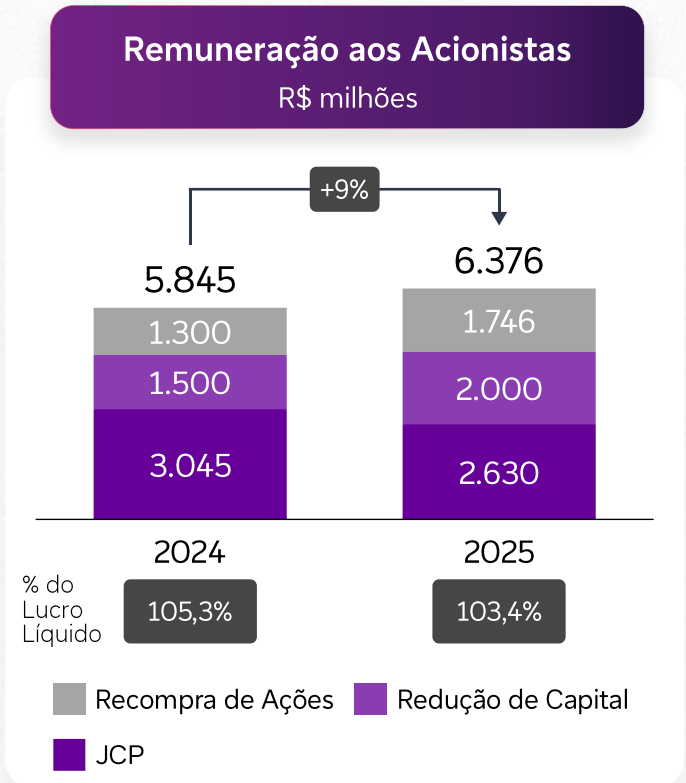 Remuneração aos Acionistas
R$ milhões
+9%
5.845
6.376
1.300
1.746
1.500
2.000
3.045
2.630
2024
2025
% do
Lucro
Líquido
105,3%
103,4%
Recompra de Ações
Redução de Capital
JCP